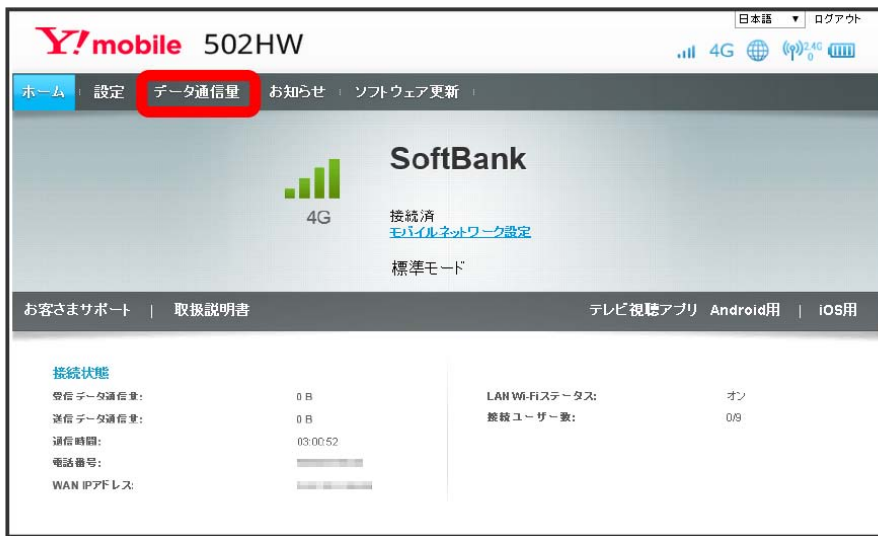 日本語 ▼ ログアウト
Y!mobile 502HW
4G 2.4G 0
ホーム 設定 データ通信量 お知らせ ソフトウェア更新
SoftBank
4G
接続済
モバイルネットワーク設定
標準モード
お客さまサポート | 取扱説明書 テレビ視聴アプリ Android用 | iOS用
接続状態
受信データ通信量: 0 B LAN Wi-Fiステータス: オン
送信データ通信量: 0 B 接続ユーザー数: 0/9
通信時間: 03:00:52
電話番号:
WAN IPアドレス: